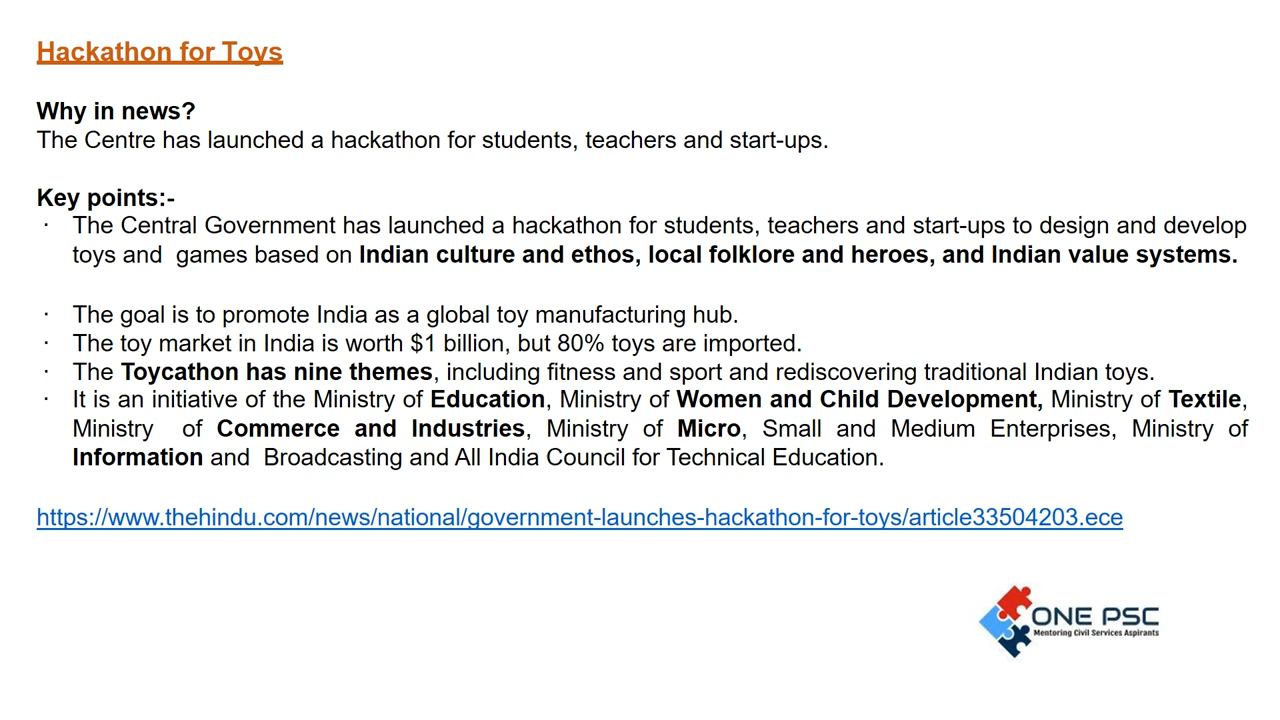 Hackathon for Toys
Why in news?
The Centre has launched a hackathon for students, teachers and start-ups.
Key points:-
· The Central Government has launched a hackathon for students, teachers and start-ups to design and develop
toys and games based on Indian culture and ethos, local folklore and heroes, and Indian value systems.
· The goal is to promote India as a global toy manufacturing hub.
· The toy market in India is worth $1 billion, but 80% toys are imported.
· The Toycathon has nine themes, including fitness and sport and rediscovering traditional Indian toys.
· It is an initiative of the Ministry of Education, Ministry of Women and Child Development, Ministry of Textile,
Ministry of Commerce and Industries, Ministry of Micro, Small and Medium Enterprises, Ministry of
Information and Broadcasting and All India Council for Technical Education.
https://www.thehindu.com/news/national/government-launches-hackathon-for-toys/article33504203.ece
ONE PSC
Mentoring Civil Services Aspirants